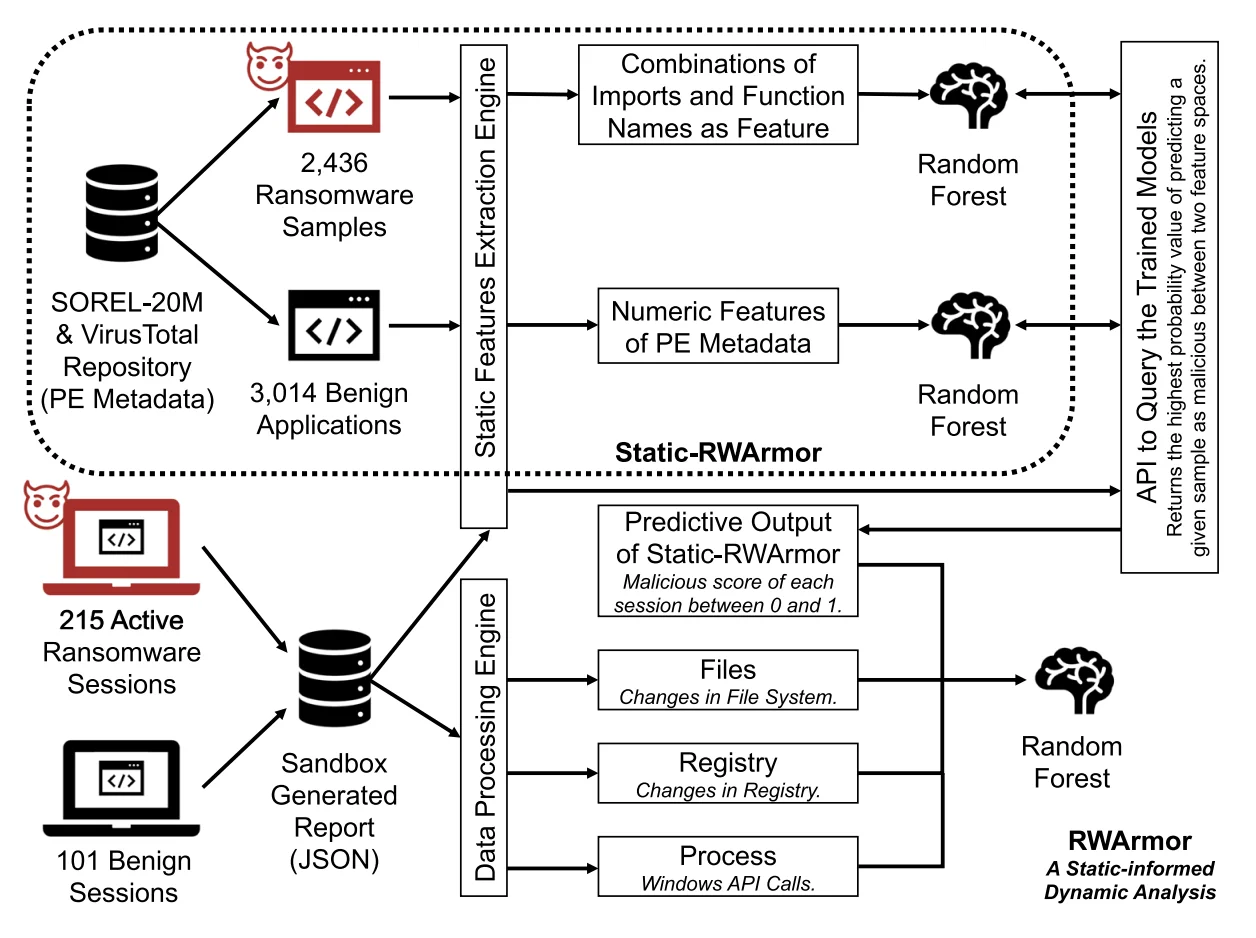 </>
2,436
Ransomware
Samples
SOREL-20M
& VirusTotal
Repository
(PE Metadata)
</>
3,014 Benign
Applications
Static Features Extraction Engine
Combinations of
Imports and Function
Names as Feature
Random
Forest
Numeric Features
of PE Metadata
Random
Forest
Static-RWArmor
API to Query the Trained Models
Returns the highest probability value of predicting a
given sample as malicious between two feature spaces.
</>
215 Active
Ransomware
Sessions
</>
101 Benign
Sessions
Sandbox
Generated
Report
(JSON)
Data Processing Engine
Predictive Output
of Static-RWArmor
Malicious score of each
session between 0 and 1.
Files
Changes in File System.
Registry
Changes in Registry.
Process
Windows API Calls.
Random
Forest
RWArmor
A Static-informed
Dynamic Analysis